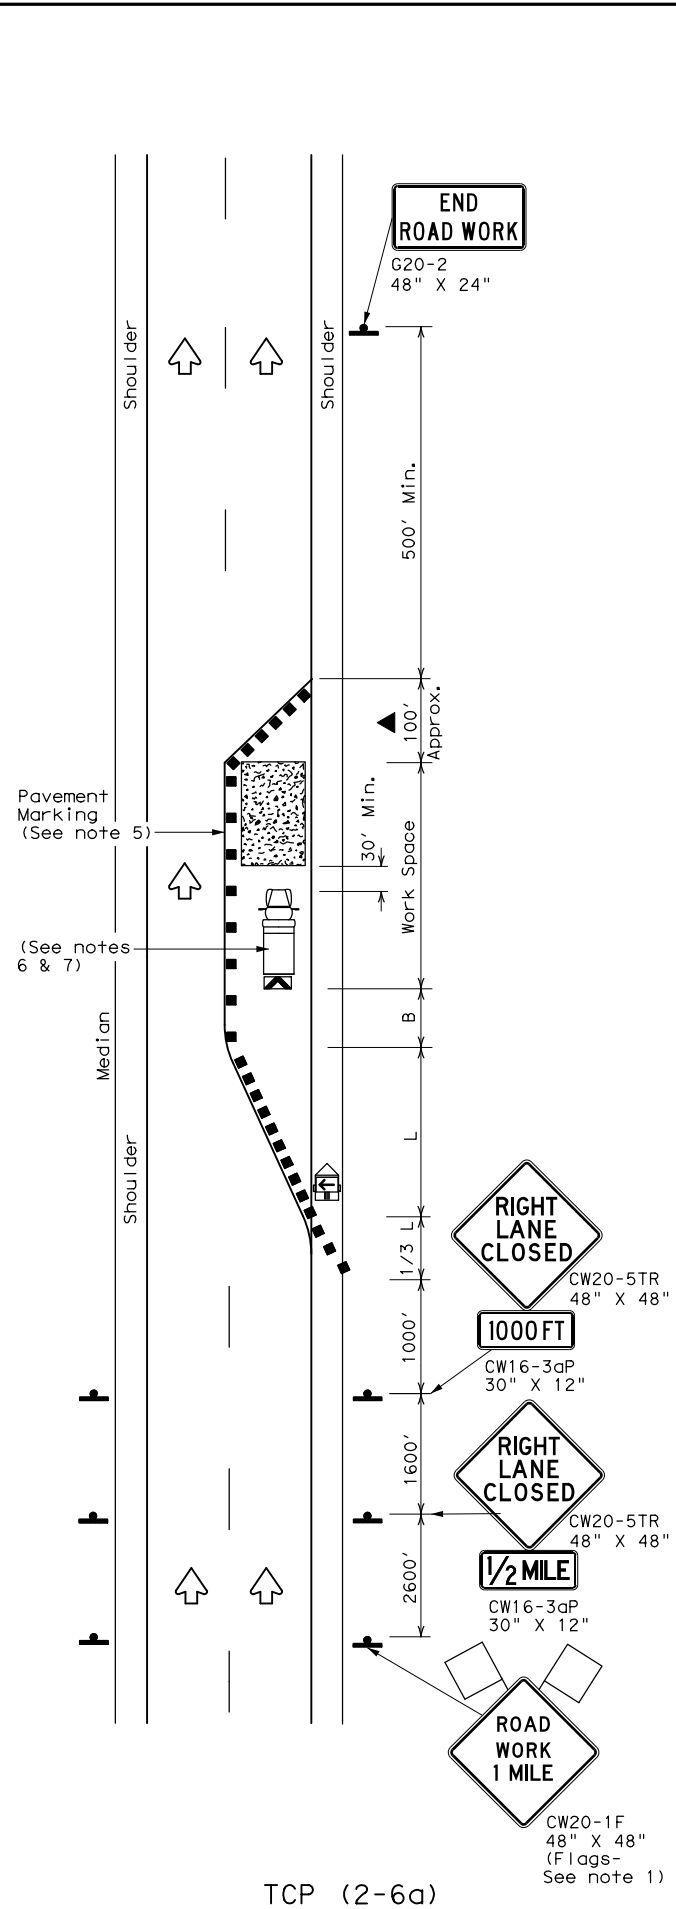 END
ROAD WORK
G20-2
48" X 24"
Shoulder
Shoulder
500' Min.
100'
Approx.
30' Min.
Pavement
Marking
(See note 5)
Work Space
(See notes
6 & 7)
B
Median
L
Shoulder
1/3 L
RIGHT
LANE
CLOSED
CW20-5TR
48" X 48"
1000 FT
1000'
CW16-3aP
30" X 12"
1600'
RIGHT
LANE
CLOSED
CW20-5TR
48" X 48"
1/2 MILE
2600'
CW16-3aP
30" X 12"
ROAD
WORK
1 MILE
CW20-1F
48" X 48"
(Flags-
See note 1)
TCP (2-6a)